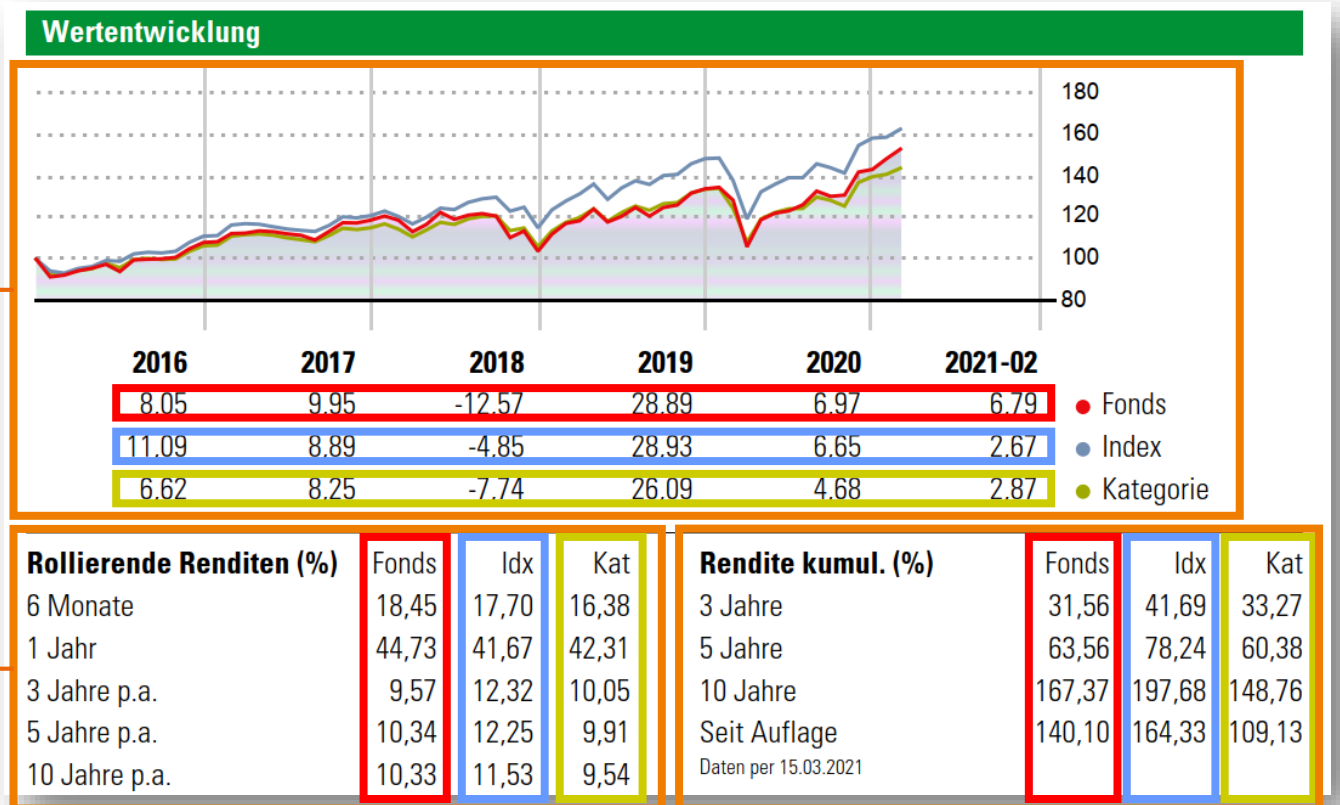 Wertentwicklung
180
160
140
120
100
80
2016 2017 2018 2019 2020 2021-02
8,05 9,95 -12,57 28,89 6,97 6,79 Fonds
11,09 8,89 -4,85 28,93 6,65 2,67 Index
6,62 8,25 -7,74 26,09 4,68 2,87 Kategorie
Rollierende Renditen (%) Fonds Idx Kat
6 Monate 18,45 17,70 16,38
1 Jahr 44,73 41,67 42,31
3 Jahre p.a. 9,57 12,32 10,05
5 Jahre p.a. 10,34 12,25 9,91
10 Jahre p.a. 10,33 11,53 9,54
Rendite kumul. (%) Fonds Idx Kat
3 Jahre 31,56 41,69 33,27
5 Jahre 63,56 78,24 60,38
10 Jahre 167,37 197,68 148,76
Seit Auflage 140,10 164,33 109,13
Daten per 15.03.2021